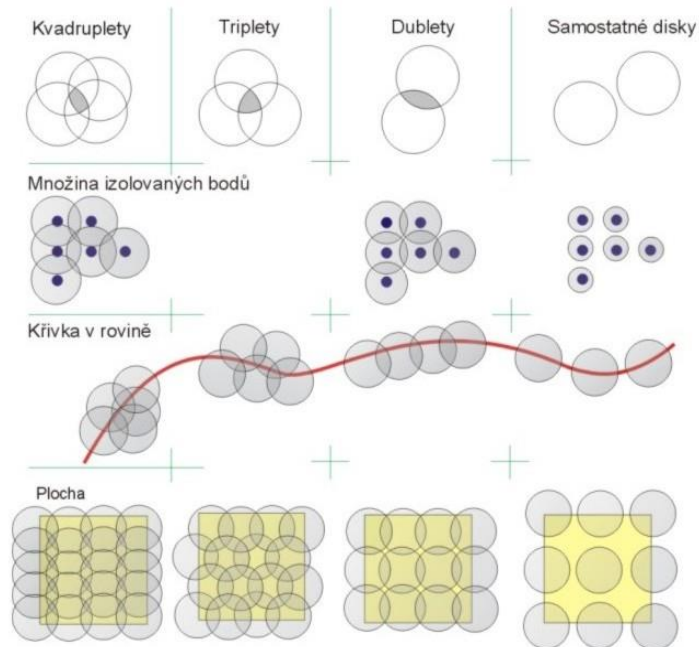 Kvadruplety
Triplety
Dublety
Samostatné disky
Množina izolovaných bodů
Křivka v rovině
Plocha